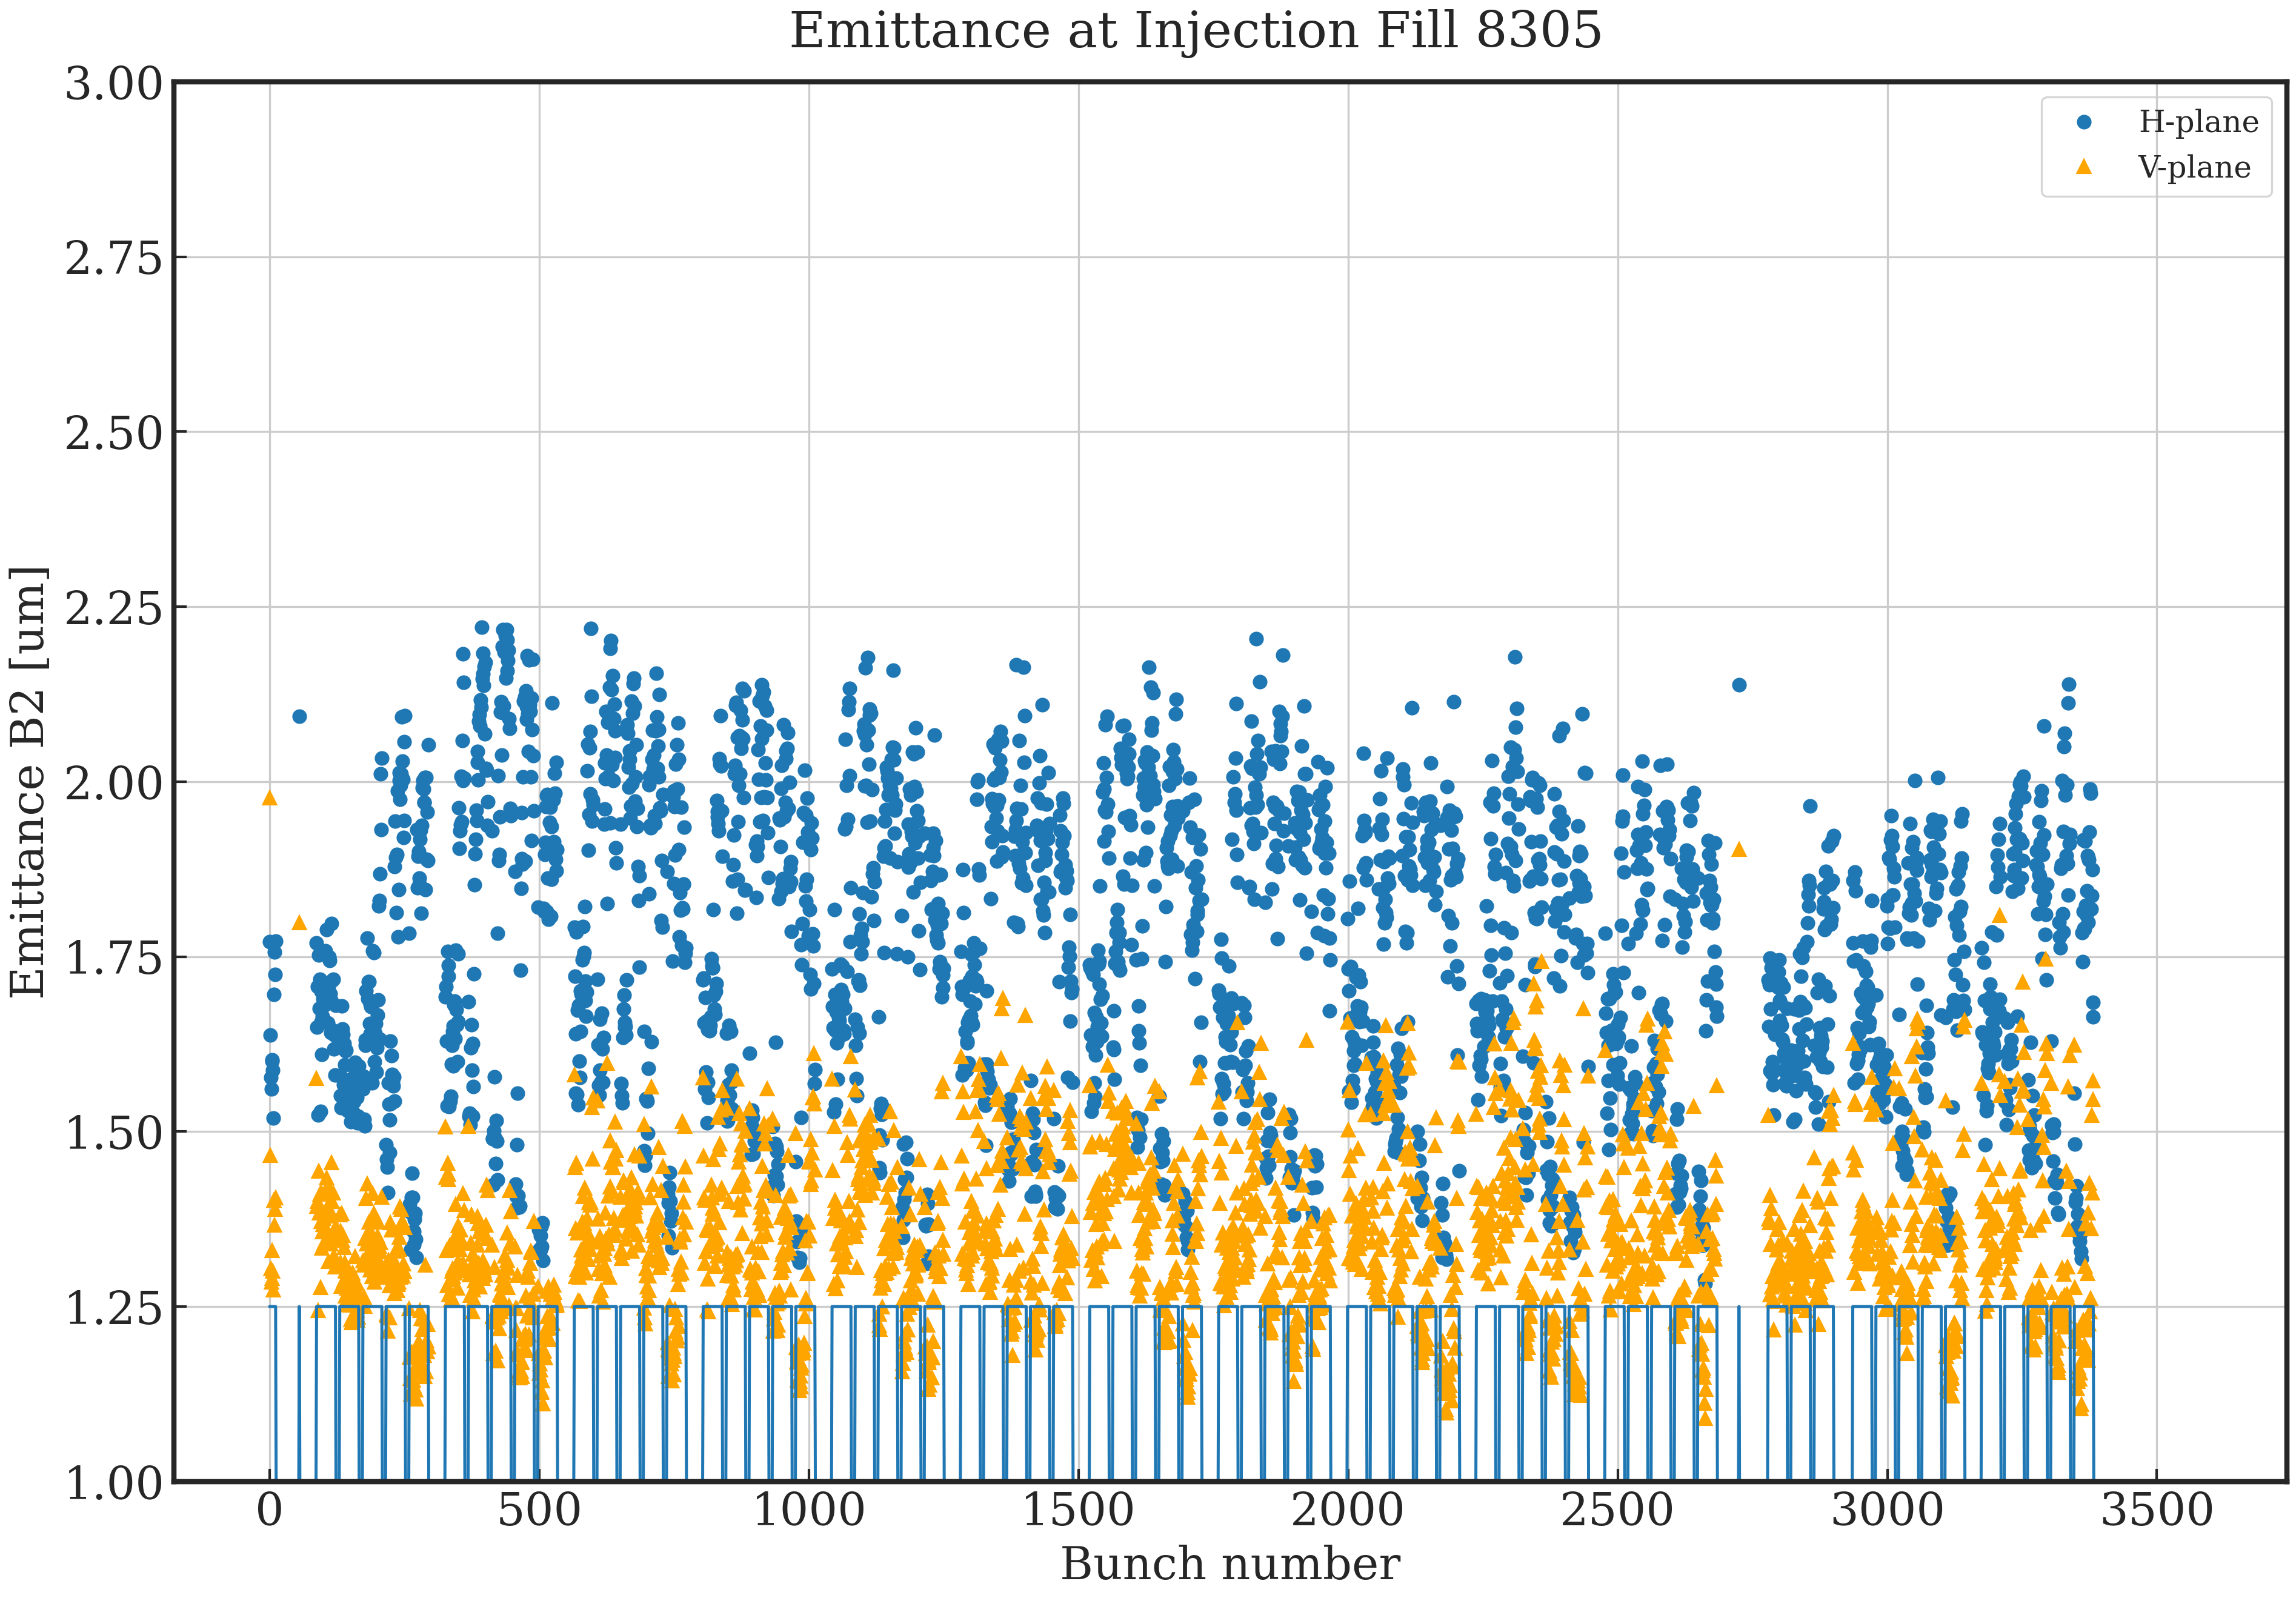 Emittance at Injection Fill 8305
3.00
2.75
2.50
2.25
2.00
1.75
1.50
1.25
1.00
Emittance B2 [um]
H-plane
V-plane
0 500 1000 1500 2000 2500 3000 3500
Bunch number